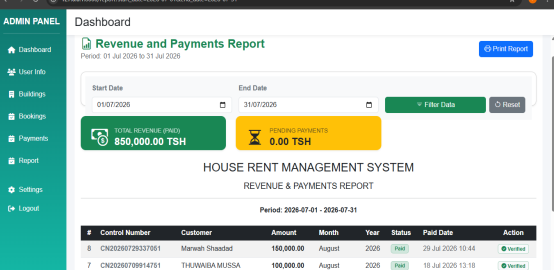 ADMIN PANEL
Dashboard
Dashboard
User Info
Buildings
Bookings
Payments
Report
Settings
Logout
Revenue and Payments Report
Period: 01 Jul 2026 to 31 Jul 2026
Print Report
Start Date
End Date
01/07/2026
31/07/2026
Filter Data
Reset
TOTAL REVENUE (PAID)
850,000.00 TSH
PENDING PAYMENTS
0.00 TSH
HOUSE RENT MANAGEMENT SYSTEM
REVENUE & PAYMENTS REPORT
Period: 2026-07-01 - 2026-07-31
# Control Number Customer Amount Month Year Status Paid Date Action
8 CN20260729337051 Marwah Shaadad 150,000.00 August 2026 Paid 29 Jul 2026 10:44 Verified
7 CN20260709914751 THUWAIBA MUSSA 100,000.00 August 2026 Paid 18 Jul 2026 13:18 Verified